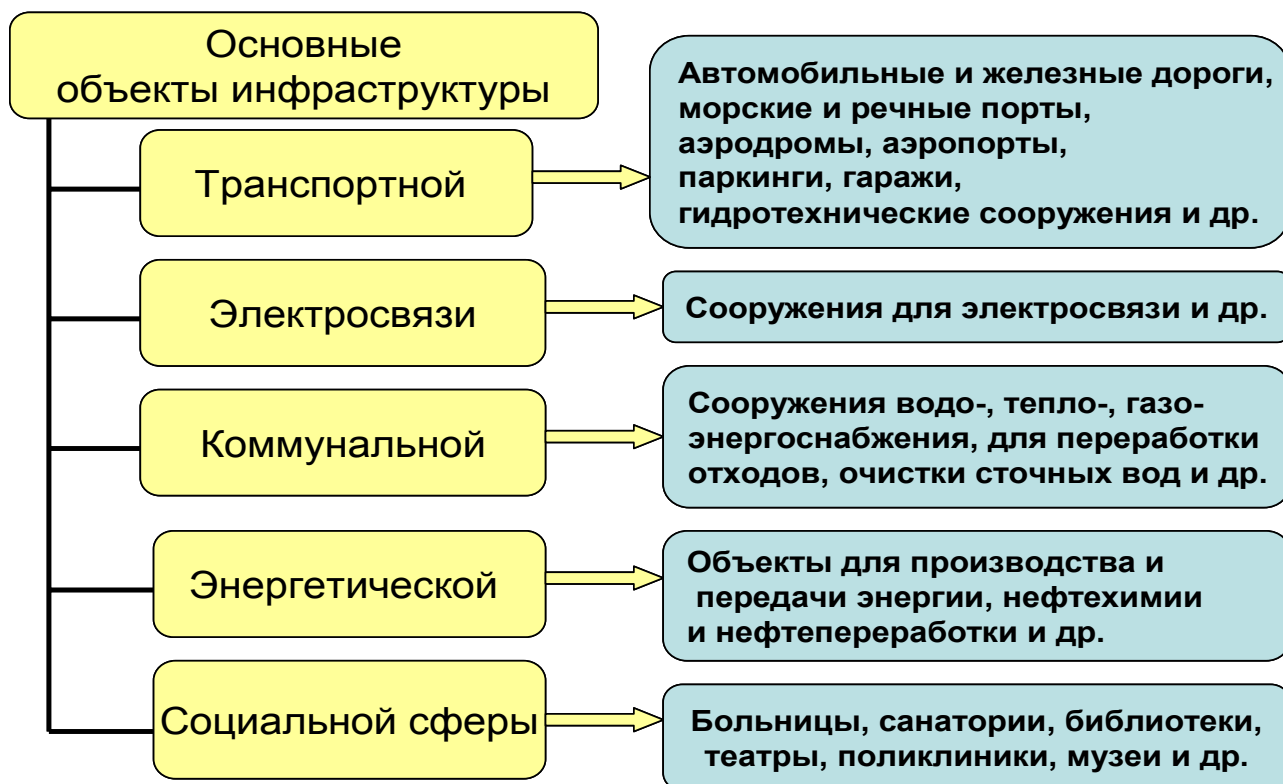 Основные
объекты инфраструктуры
Транспортной
Автомобильные и железные дороги,
морские и речные порты,
аэродромы, аэропорты,
паркинги, гаражи,
гидротехнические сооружения и др.
Электросвязи
Сооружения для электросвязи и др.
Коммунальной
Сооружения водо-, тепло-, газо-
энергоснабжения, для переработки
отходов, очистки сточных вод и др.
Энергетической
Объекты для производства и
передачи энергии, нефтехимии
и нефтепереработки и др.
Социальной сферы
Больницы, санатории, библиотеки,
театры, поликлиники, музеи и др.